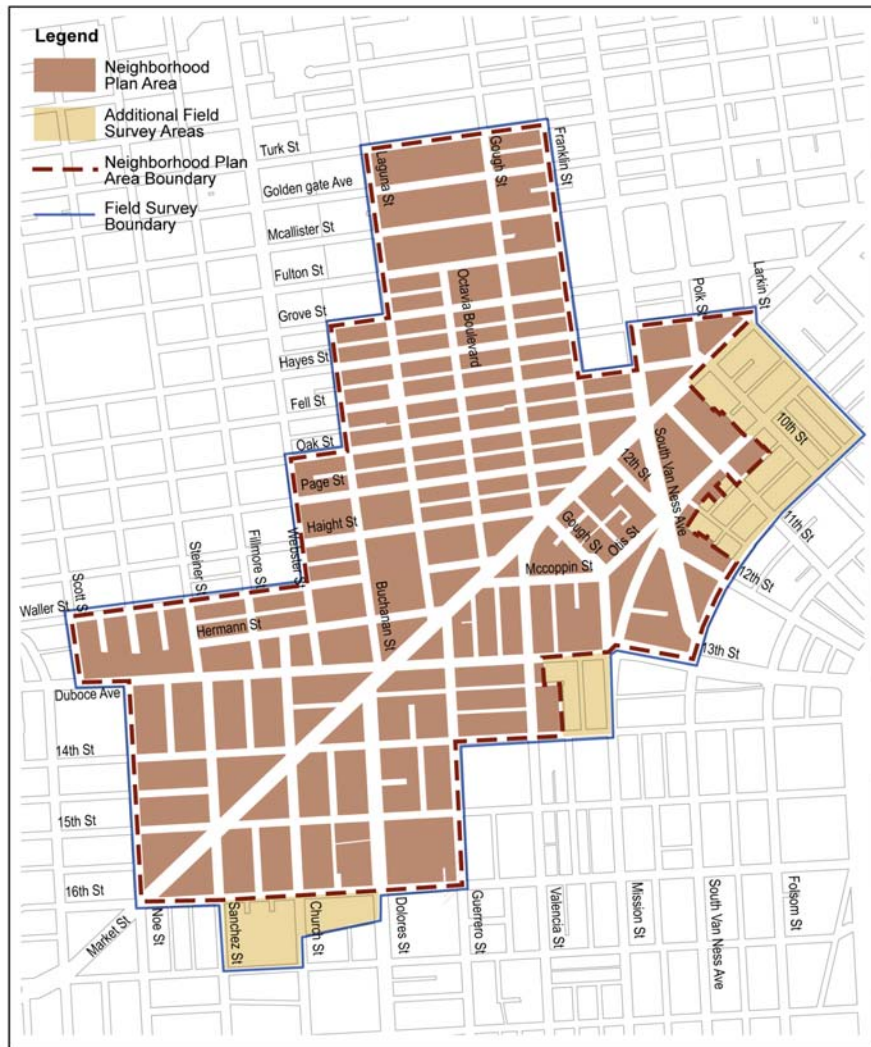 Legend
Neighborhood
Plan Area
Additional Field
Survey Areas
Neighborhood Plan
Area Boundary
Field Survey
Boundary
Turk St
Golden gate Ave
Mcallister St
Fulton St
Grove St
Hayes St
Fell St
Oak St
Page St
Haight St
Laguna St
Gough St
Franklin St
Octavia Boulevard
Polk St
Larkin St
10th St
11th St
12th St
13th St
South Van Ness Ave
12th St
Gough St
Otis St
Mccoppin St
Buchanan St
Webster St
Fillmore St
Steiner St
Scott S
Waller St
Hermann St
Duboce Ave
14th St
15th St
16th St
Market St
Noe St
Sanchez St
Church St
Dolores St
Guerrero St
Valencia St
Mission St
South Van Ness Ave
Folsom St